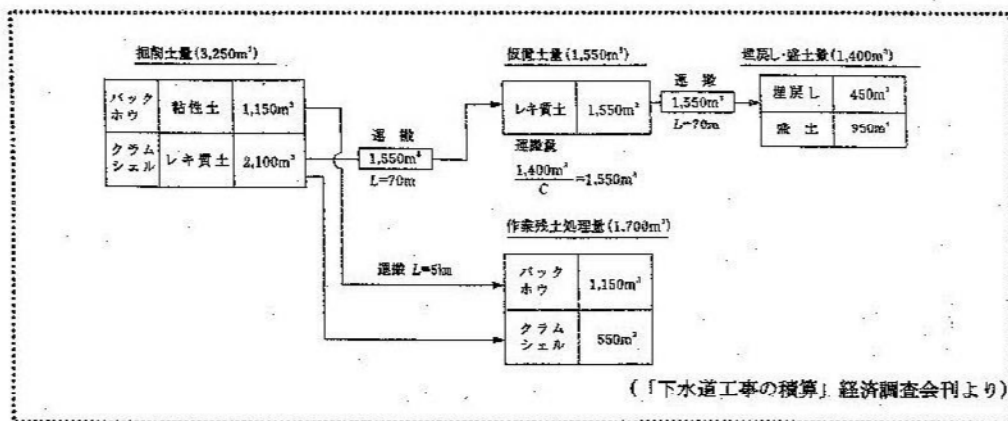 掘削土量(3,250m³)
バックホウ 粘性土 1,150m³
クラムシェル レキ質土 2,100m³
運搬
1,550m³
L=70m
仮置土量(1,550m³)
レキ質土 1,550m³
運搬量
1,400m³/C=1,550m³
運搬
1,550m³
L=70m
埋戻し・盛土量(1,400m³)
埋戻し 450m³
盛土 950m³
作業残土処理量(1,700m³)
運搬 L=5km
バックホウ 1,150m³
クラムシェル 550m³
(「下水道工事の積算」経済調査会刊より)